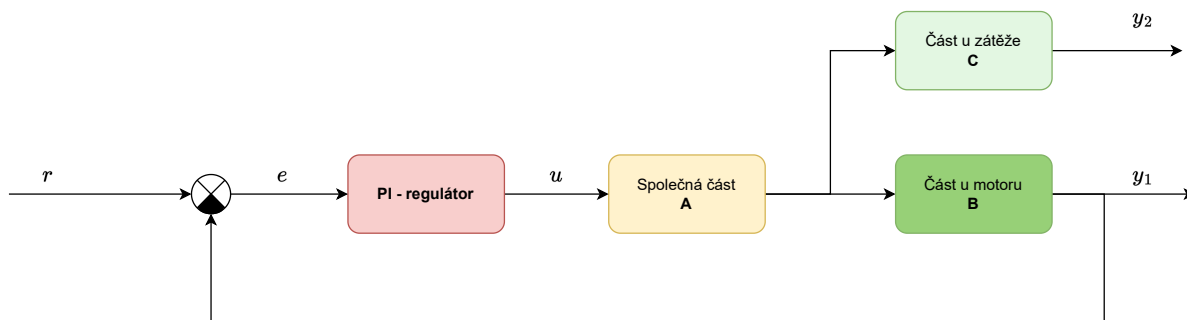 Část u zátěže
C
y₂
r
e
PI - regulátor
u
Společná část
A
Část u motoru
B
y₁